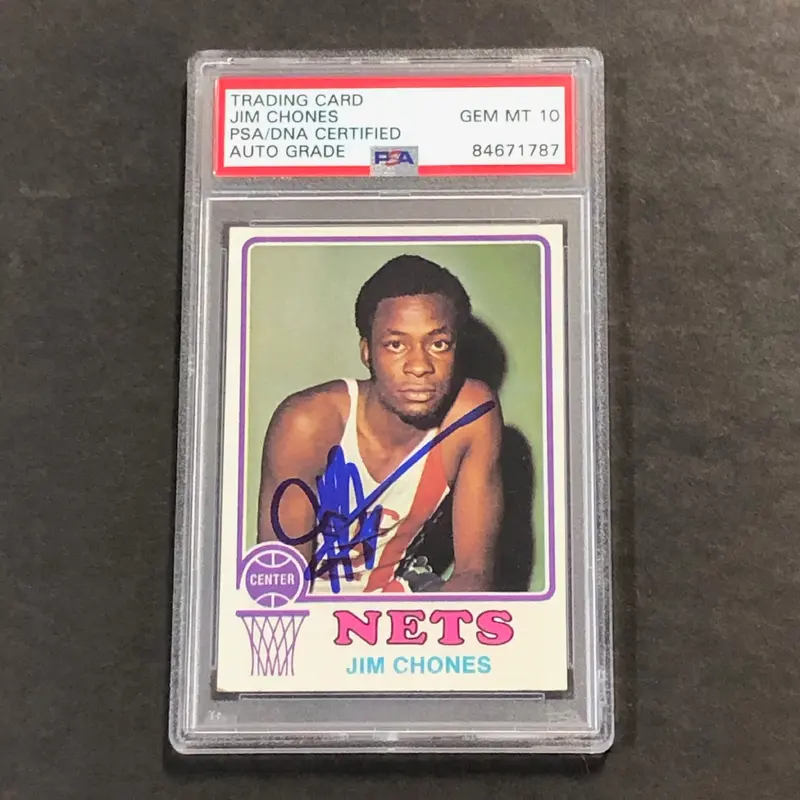 TRADING CARD
JIM CHONES GEM MT 10
PSA/DNA CERTIFIED
AUTO GRADE PSA 84671787
CENTER
NETS
JIM CHONES